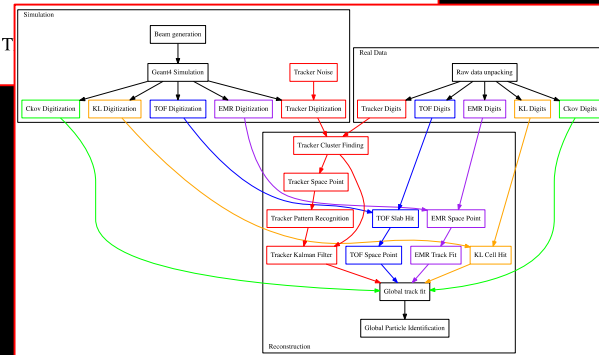 Simulation
Beam generation
T
Real Data
Geant4 Simulation
Tracker Noise
Raw data unpacking
Ckov Digitization
KL Digitization
TOF Digitization
EMR Digitization
Tracker Digitization
Tracker Digits
TOF Digits
EMR Digits
KL Digits
Ckov Digits
Tracker Cluster Finding
Tracker Space Point
Tracker Pattern Recognition
TOF Slab Hit
EMR Space Point
Tracker Kalman Filter
TOF Space Point
EMR Track Fit
KL Cell Hit
Global track fit
Global Particle Identification
Reconstruction